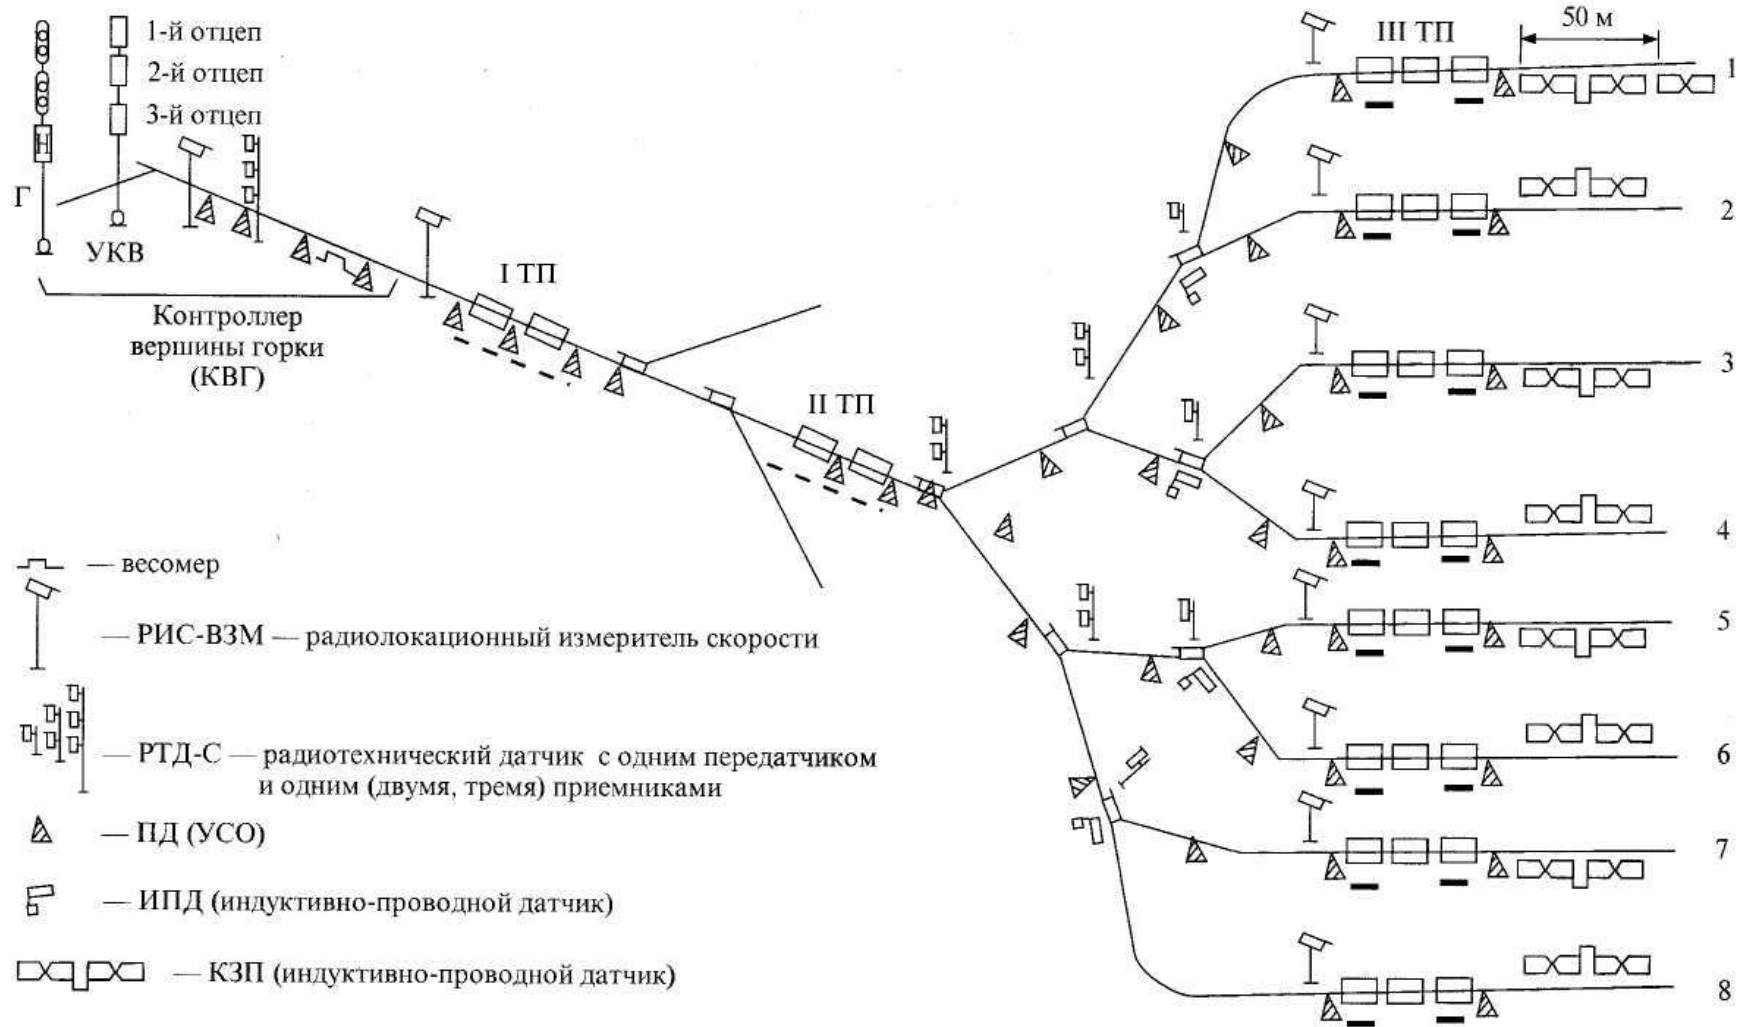 1-й отцеп
2-й отцеп
3-й отцеп
Н
Г
УКВ
Контроллер
вершины горки
(КВГ)
I ТП
II ТП
III ТП
50 м
1
2
3
4
5
6
7
8
— весомер
— РИС-ВЗМ — радиолокационный измеритель скорости
— РТД-С — радиотехнический датчик с одним передатчиком
и одним (двумя, тремя) приемниками
— ПД (УСО)
— ИПД (индуктивно-проводной датчик)
— КЗП (индуктивно-проводной датчик)